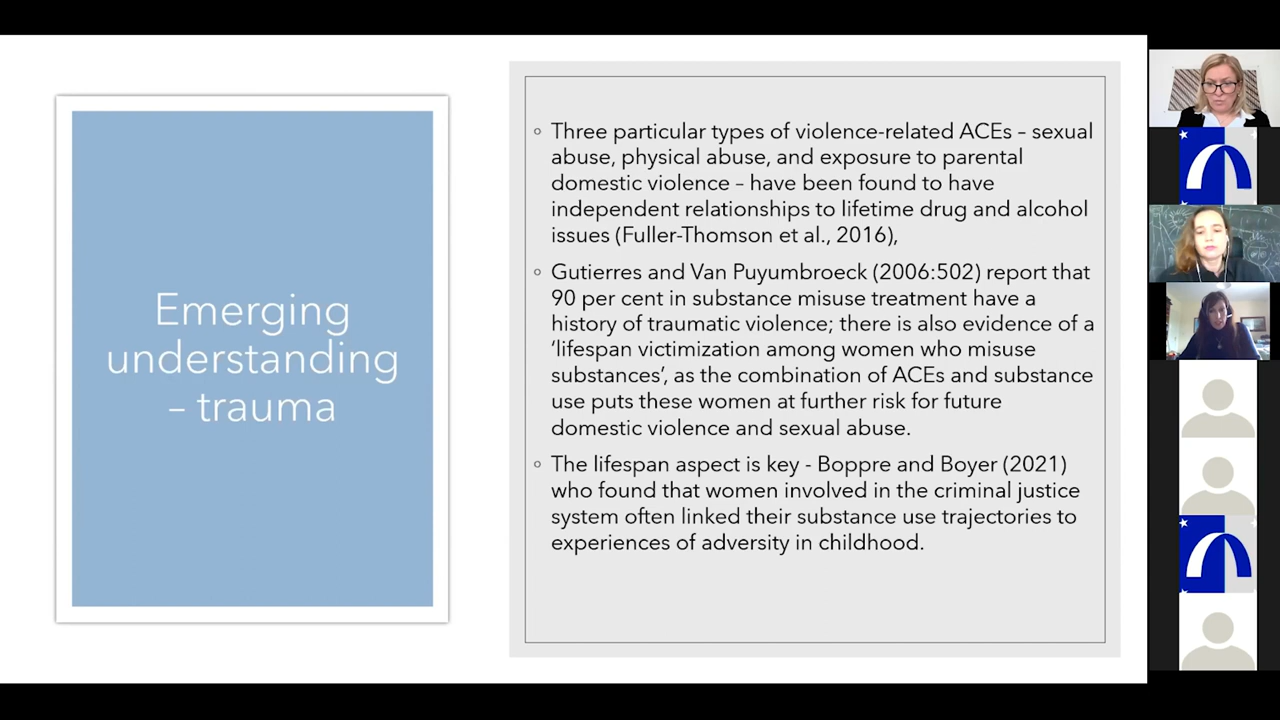 Emerging
understanding
– trauma
◦ Three particular types of violence-related ACEs – sexual
abuse, physical abuse, and exposure to parental
domestic violence – have been found to have
independent relationships to lifetime drug and alcohol
issues (Fuller-Thomson et al., 2016),
◦ Gutierres and Van Puyumbroeck (2006:502) report that
90 per cent in substance misuse treatment have a
history of traumatic violence; there is also evidence of a
‘lifespan victimization among women who misuse
substances’, as the combination of ACEs and substance
use puts these women at further risk for future
domestic violence and sexual abuse.
◦ The lifespan aspect is key - Boppre and Boyer (2021)
who found that women involved in the criminal justice
system often linked their substance use trajectories to
experiences of adversity in childhood.